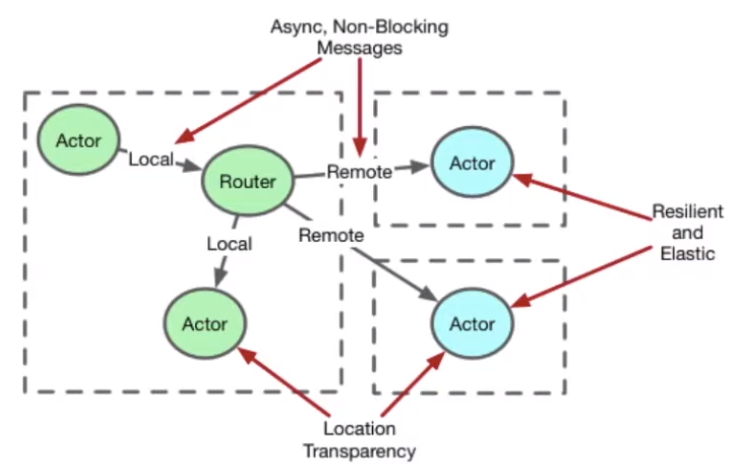 Async, Non-Blocking
Messages
Actor
Local
Router
Remote
Actor
Resilient
and
Elastic
Local
Remote
Actor
Actor
Location
Transparency